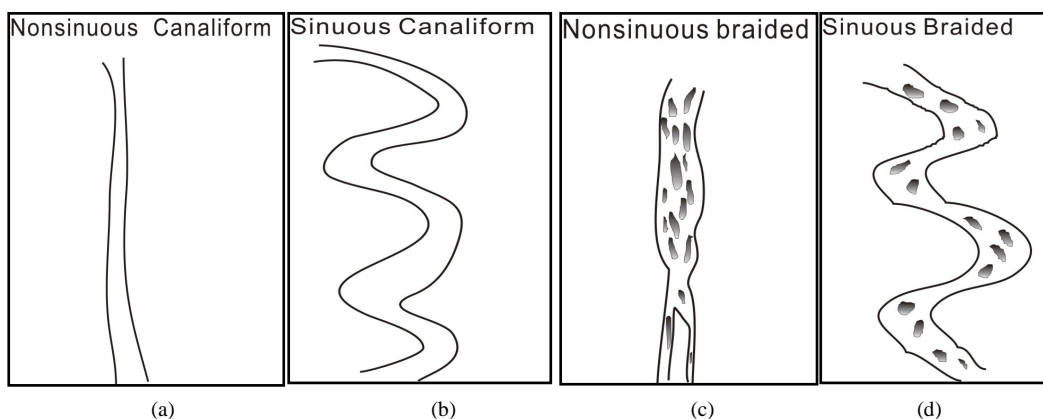 Nonsinuous Canaliform
Sinuous Canaliform
Nonsinuous braided
Sinuous Braided
(a)
(b)
(c)
(d)